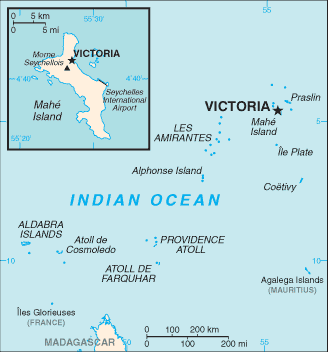 55 30
0 5 km
0 5 mi
Morne
Seychellois
VICTORIA
4 40
4 40
Seychelles
International
Airport
Mahé
Island
55 20
55
5
Praslin
VICTORIA
Mahé
Island
LES
AMIRANTES
Île Plate
Alphonse Island
Coëtivy
INDIAN OCEAN
ALDABRA
ISLANDS
Atoll de
Cosmoledo
PROVIDENCE
ATOLL
10
10
ATOLL DE
FARQUHAR
Agalega Islands
(MAURITIUS)
Îles Glorieuses
(FRANCE)
0 100 200 km
0 100 200 mi
MADAGASCAR
55